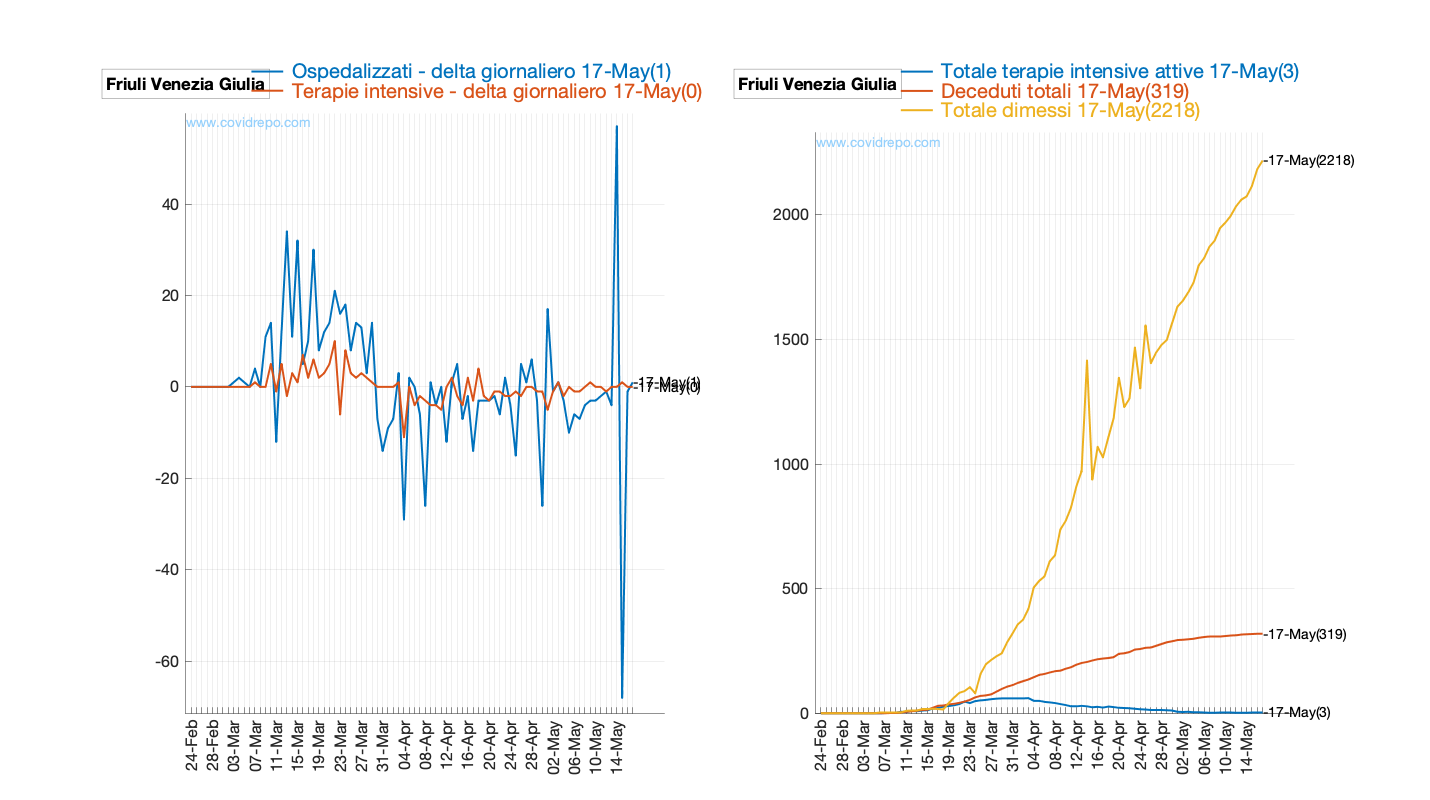 Friuli Venezia Giulia
Ospedalizzati - delta giornaliero 17-May(1)
Terapie intensive - delta giornaliero 17-May(0)
www.covidrepo.com
40
20
0
-20
-40
-60
-17-May(1)
-17-May(0)
24-Feb
28-Feb
03-Mar
07-Mar
11-Mar
15-Mar
19-Mar
23-Mar
27-Mar
31-Mar
04-Apr
08-Apr
12-Apr
16-Apr
20-Apr
24-Apr
28-Apr
02-May
06-May
10-May
14-May
Friuli Venezia Giulia
Totale terapie intensive attive 17-May(3)
Deceduti totali 17-May(319)
Totale dimessi 17-May(2218)
www.covidrepo.com
2000
1500
1000
500
0
-17-May(2218)
-17-May(319)
-17-May(3)
24-Feb
28-Feb
03-Mar
07-Mar
11-Mar
15-Mar
19-Mar
23-Mar
27-Mar
31-Mar
04-Apr
08-Apr
12-Apr
16-Apr
20-Apr
24-Apr
28-Apr
02-May
06-May
10-May
14-May